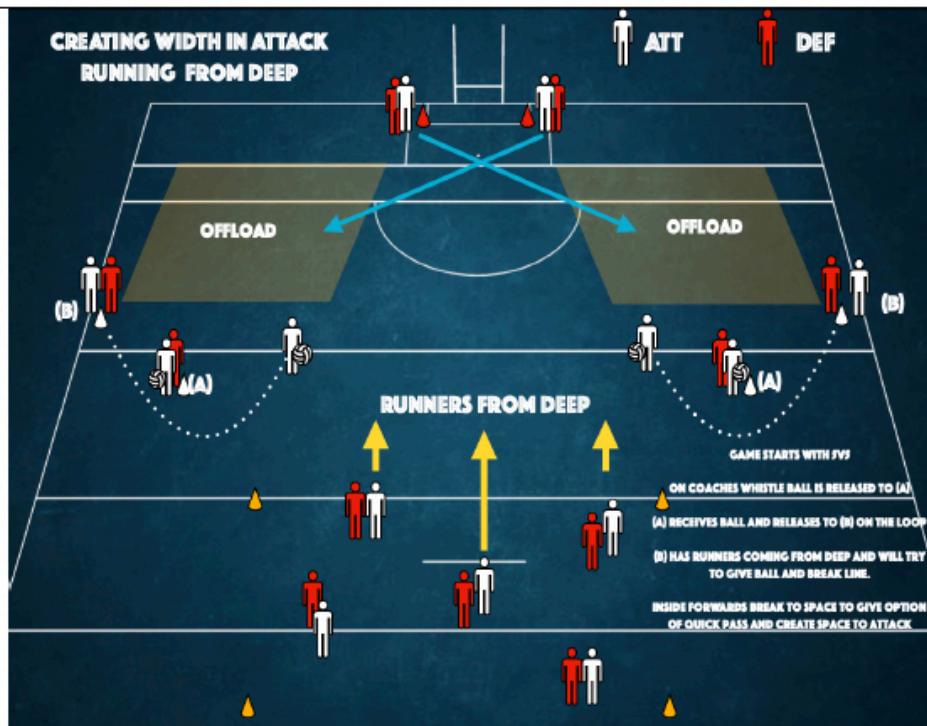 CREATING WIDTH IN ATTACK
RUNNING FROM DEEP
ATT
DEF
OFFLOAD
OFFLOAD
(B)
(B)
(A)
(A)
RUNNERS FROM DEEP
GAME STARTS WITH 5V5
ON COACHES WHISTLE BALL IS RELEASED TO (A)
(A) RECEIVES BALL AND RELEASES TO (B) ON THE LOOP
(B) HAS RUNNERS COMING FROM DEEP AND WILL TRY
TO GIVE BALL AND BREAK LINE.
INSIDE FORWARDS BREAK TO SPACE TO GIVE OPTION
OF QUICK PASS AND CREATE SPACE TO ATTACK